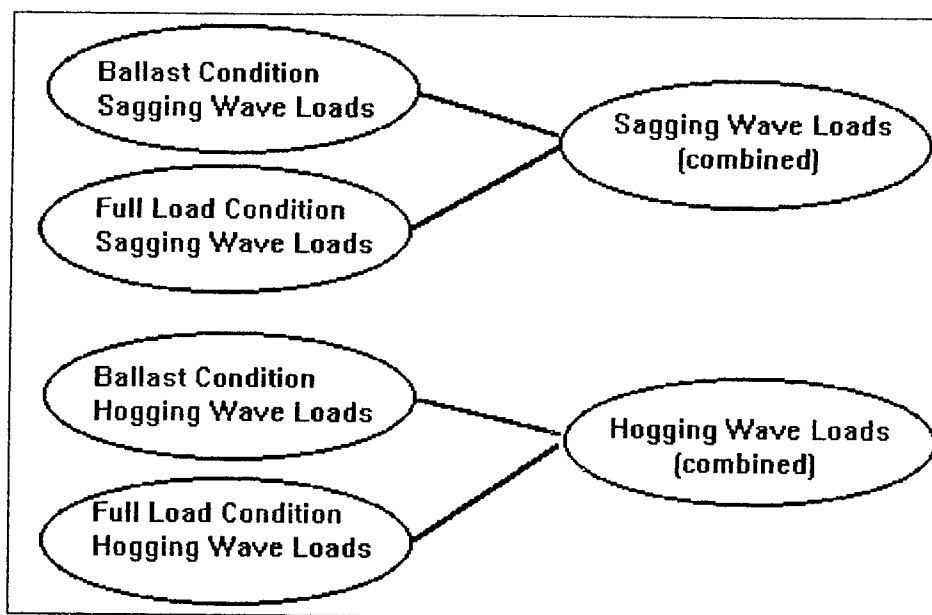 Ballast Condition
Sagging Wave Loads
Sagging Wave Loads
(combined)
Full Load Condition
Sagging Wave Loads
Ballast Condition
Hogging Wave Loads
Hogging Wave Loads
(combined)
Full Load Condition
Hogging Wave Loads